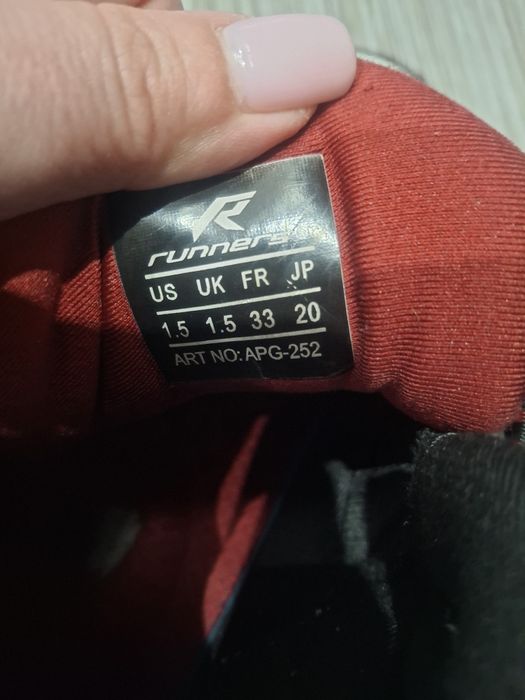 runners
US UK FR JP
1.5 1.5 33 20
ART NO: APG-252